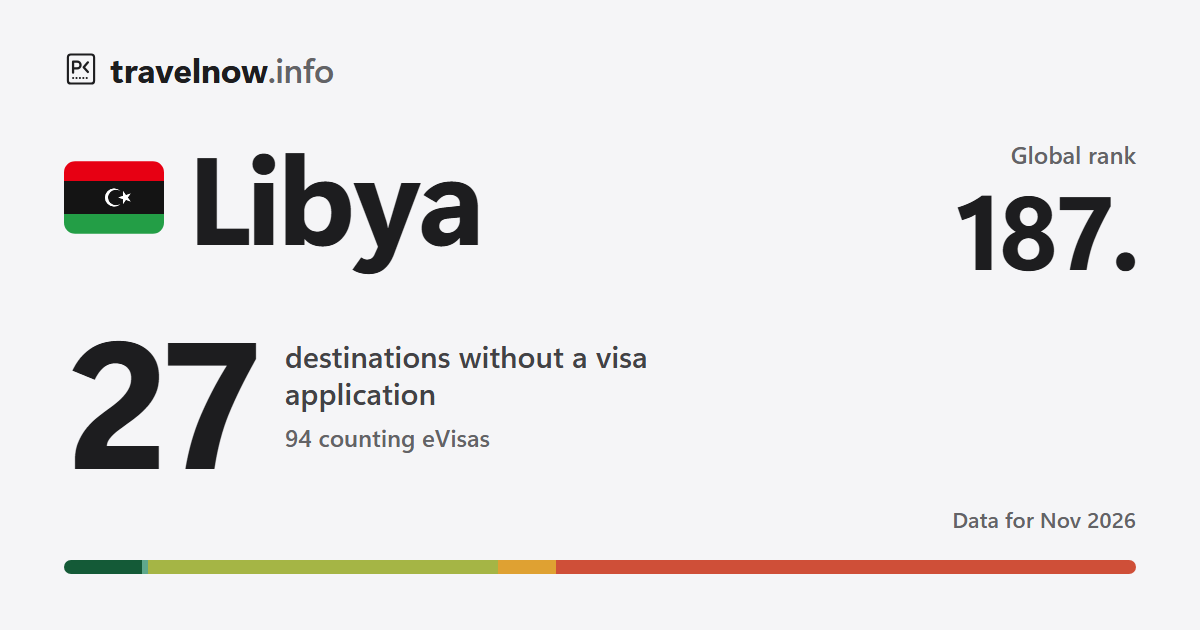 travelnow.info
Libya
Global rank
187.
27
destinations without a visa
application
94 counting eVisas
Data for Nov 2026